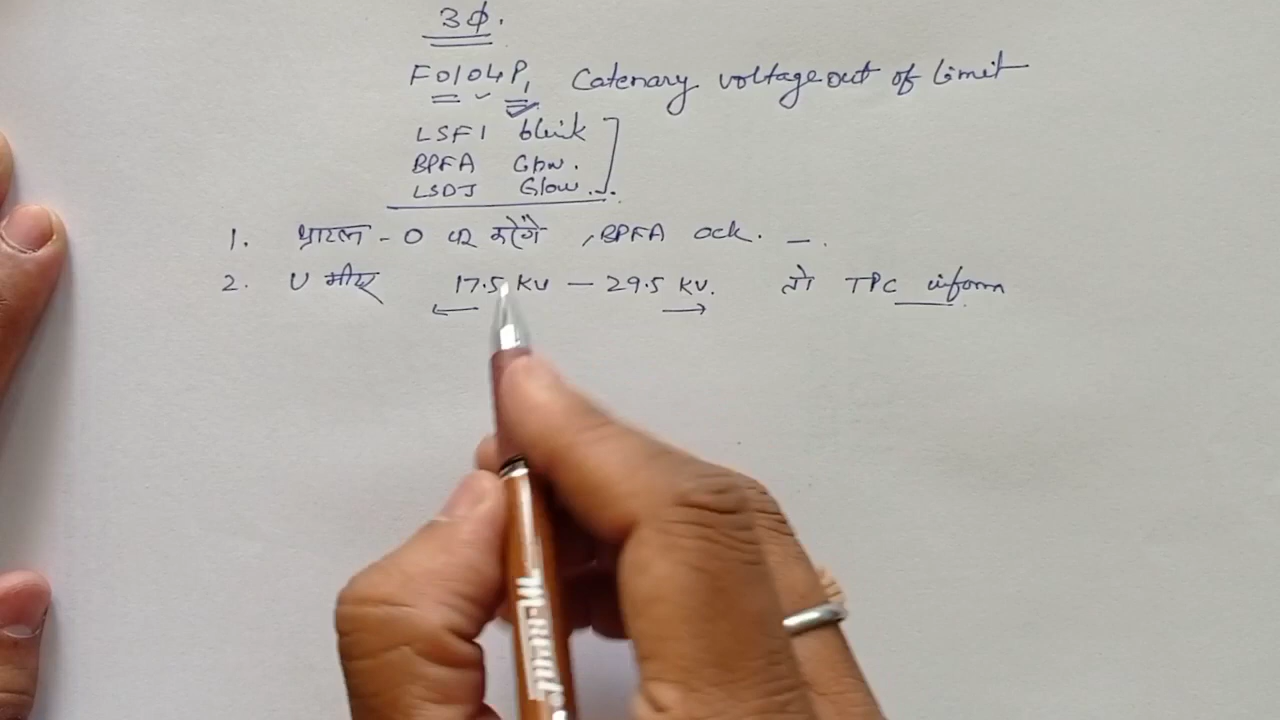 3φ.
F0104P, Catenary voltage out of limit
LSFI blink
BPFA Glow.
LSDJ Glow.
1. थ्राटल - 0 पर करेंगे, BPFA ack. –.
2. U मीटर 17.5 KV – 29.5 KV. तो TPC inform